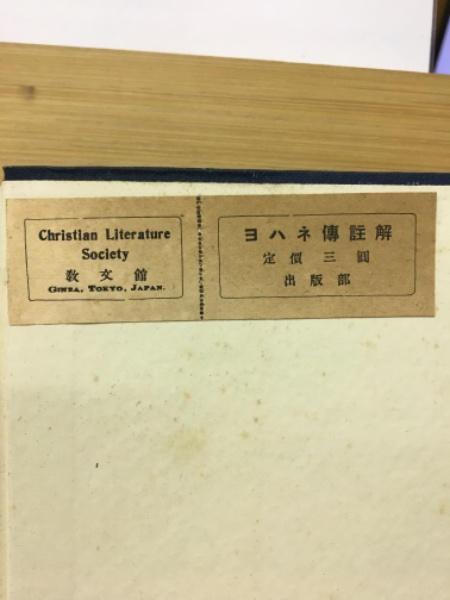 Christian Literature
Society
敎文館
GINZA, TOKYO, JAPAN.
ヨハネ傳註解
定價三圓
出版部